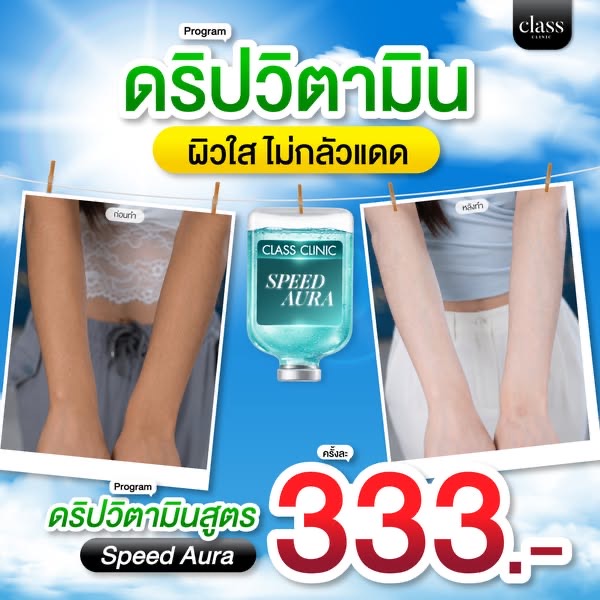 class
CLINIC
Program
ดริปวิตามิน
ผิวใส ไม่กลัวแดด
ก่อนทำ
หลังทำ
CLASS CLINIC
SPEED
AURA
ครั้งละ
333.-
Program
ดริปวิตามินสูตร
Speed Aura